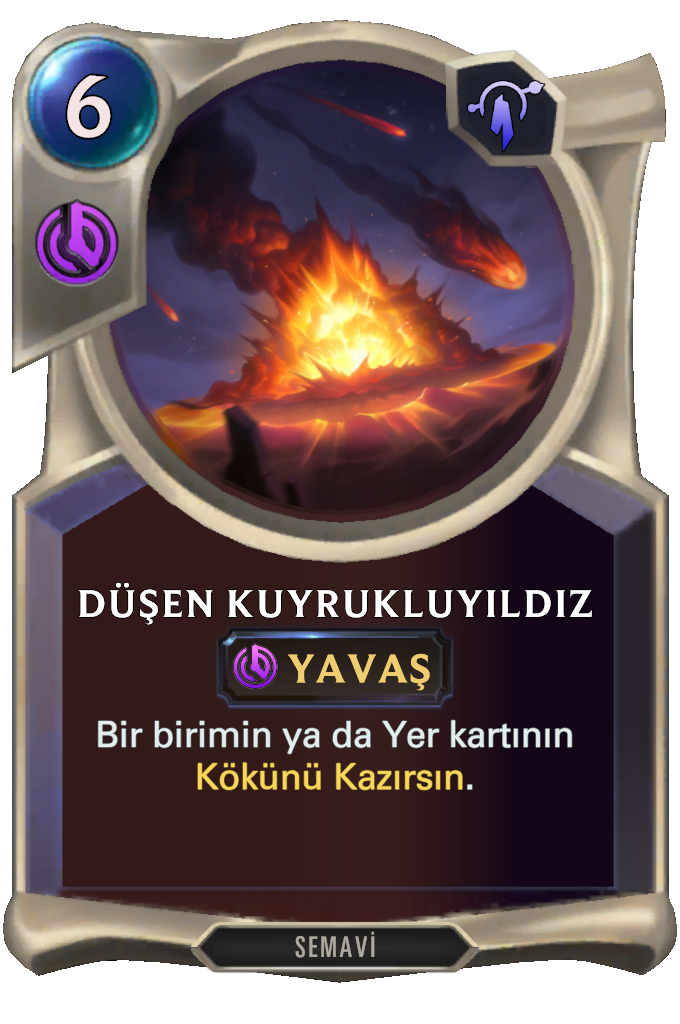 6
DÜŞEN KUYRUKLUYILDIZ
YAVAŞ
Bir birimin ya da Yer kartının
Kökünü Kazırsın.
SEMAVİ